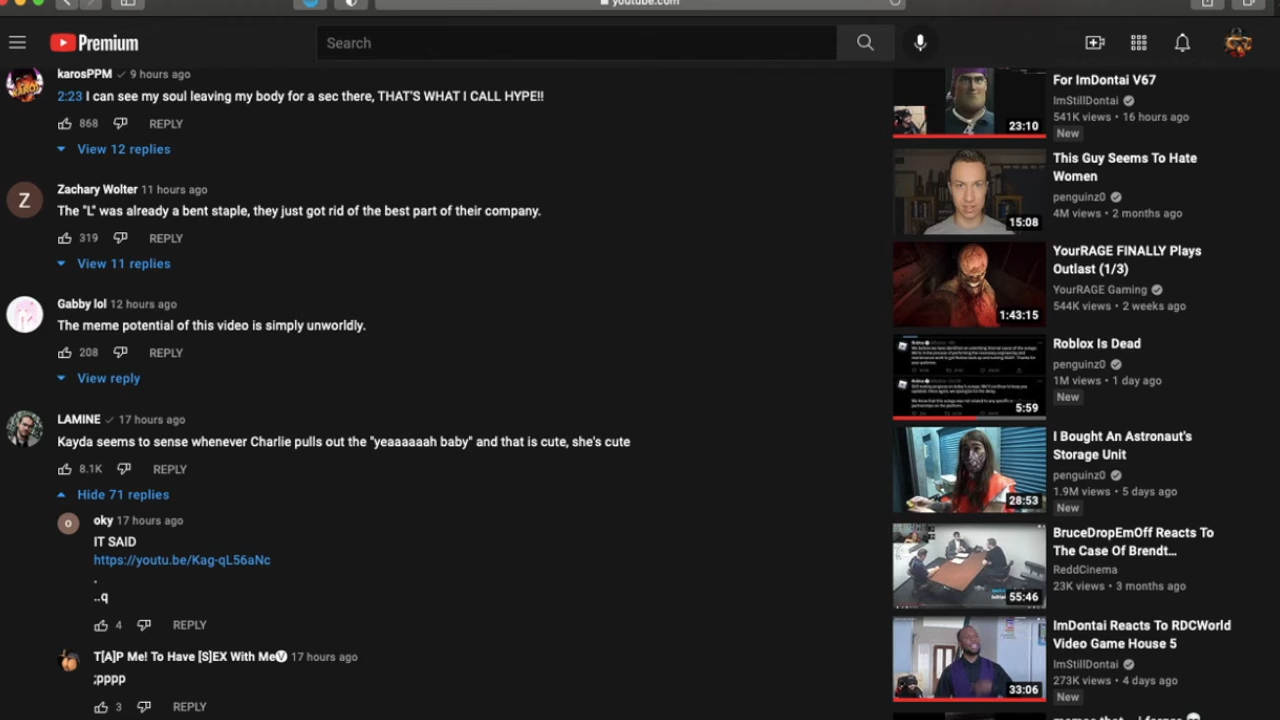 youtube.com
Premium
Search
karosPPM 9 hours ago
2:23 I can see my soul leaving my body for a sec there, THAT'S WHAT I CALL HYPE!!
868 REPLY
View 12 replies
Z
Zachary Wolter 11 hours ago
The "L" was already a bent staple, they just got rid of the best part of their company.
319 REPLY
View 11 replies
Gabby lol 12 hours ago
The meme potential of this video is simply unworldly.
208 REPLY
View reply
LAMINE 17 hours ago
Kayda seems to sense whenever Charlie pulls out the "yeaaaaaah baby" and that is cute, she's cute
8.1K REPLY
Hide 71 replies
o
oky 17 hours ago
IT SAID
https://youtu.be/Kag-qL56aNc
.
..q
4 REPLY
T[A]P Me! To Have [S]EX With Me 17 hours ago
;pppp
3 REPLY
23:10
For ImDontai V67
ImStillDontai
541K views • 16 hours ago
New
15:08
This Guy Seems To Hate
Women
penguinz0
4M views • 2 months ago
1:43:15
YourRAGE FINALLY Plays
Outlast (1/3)
YourRAGE Gaming
544K views • 2 weeks ago
5:59
Roblox Is Dead
penguinz0
1M views • 1 day ago
New
28:53
I Bought An Astronaut's
Storage Unit
penguinz0
1.9M views • 5 days ago
New
55:46
BruceDropEmOff Reacts To
The Case Of Brendt...
ReddCinema
23K views • 3 months ago
33:06
ImDontai Reacts To RDCWorld
Video Game House 5
ImStillDontai
273K views • 4 days ago
New